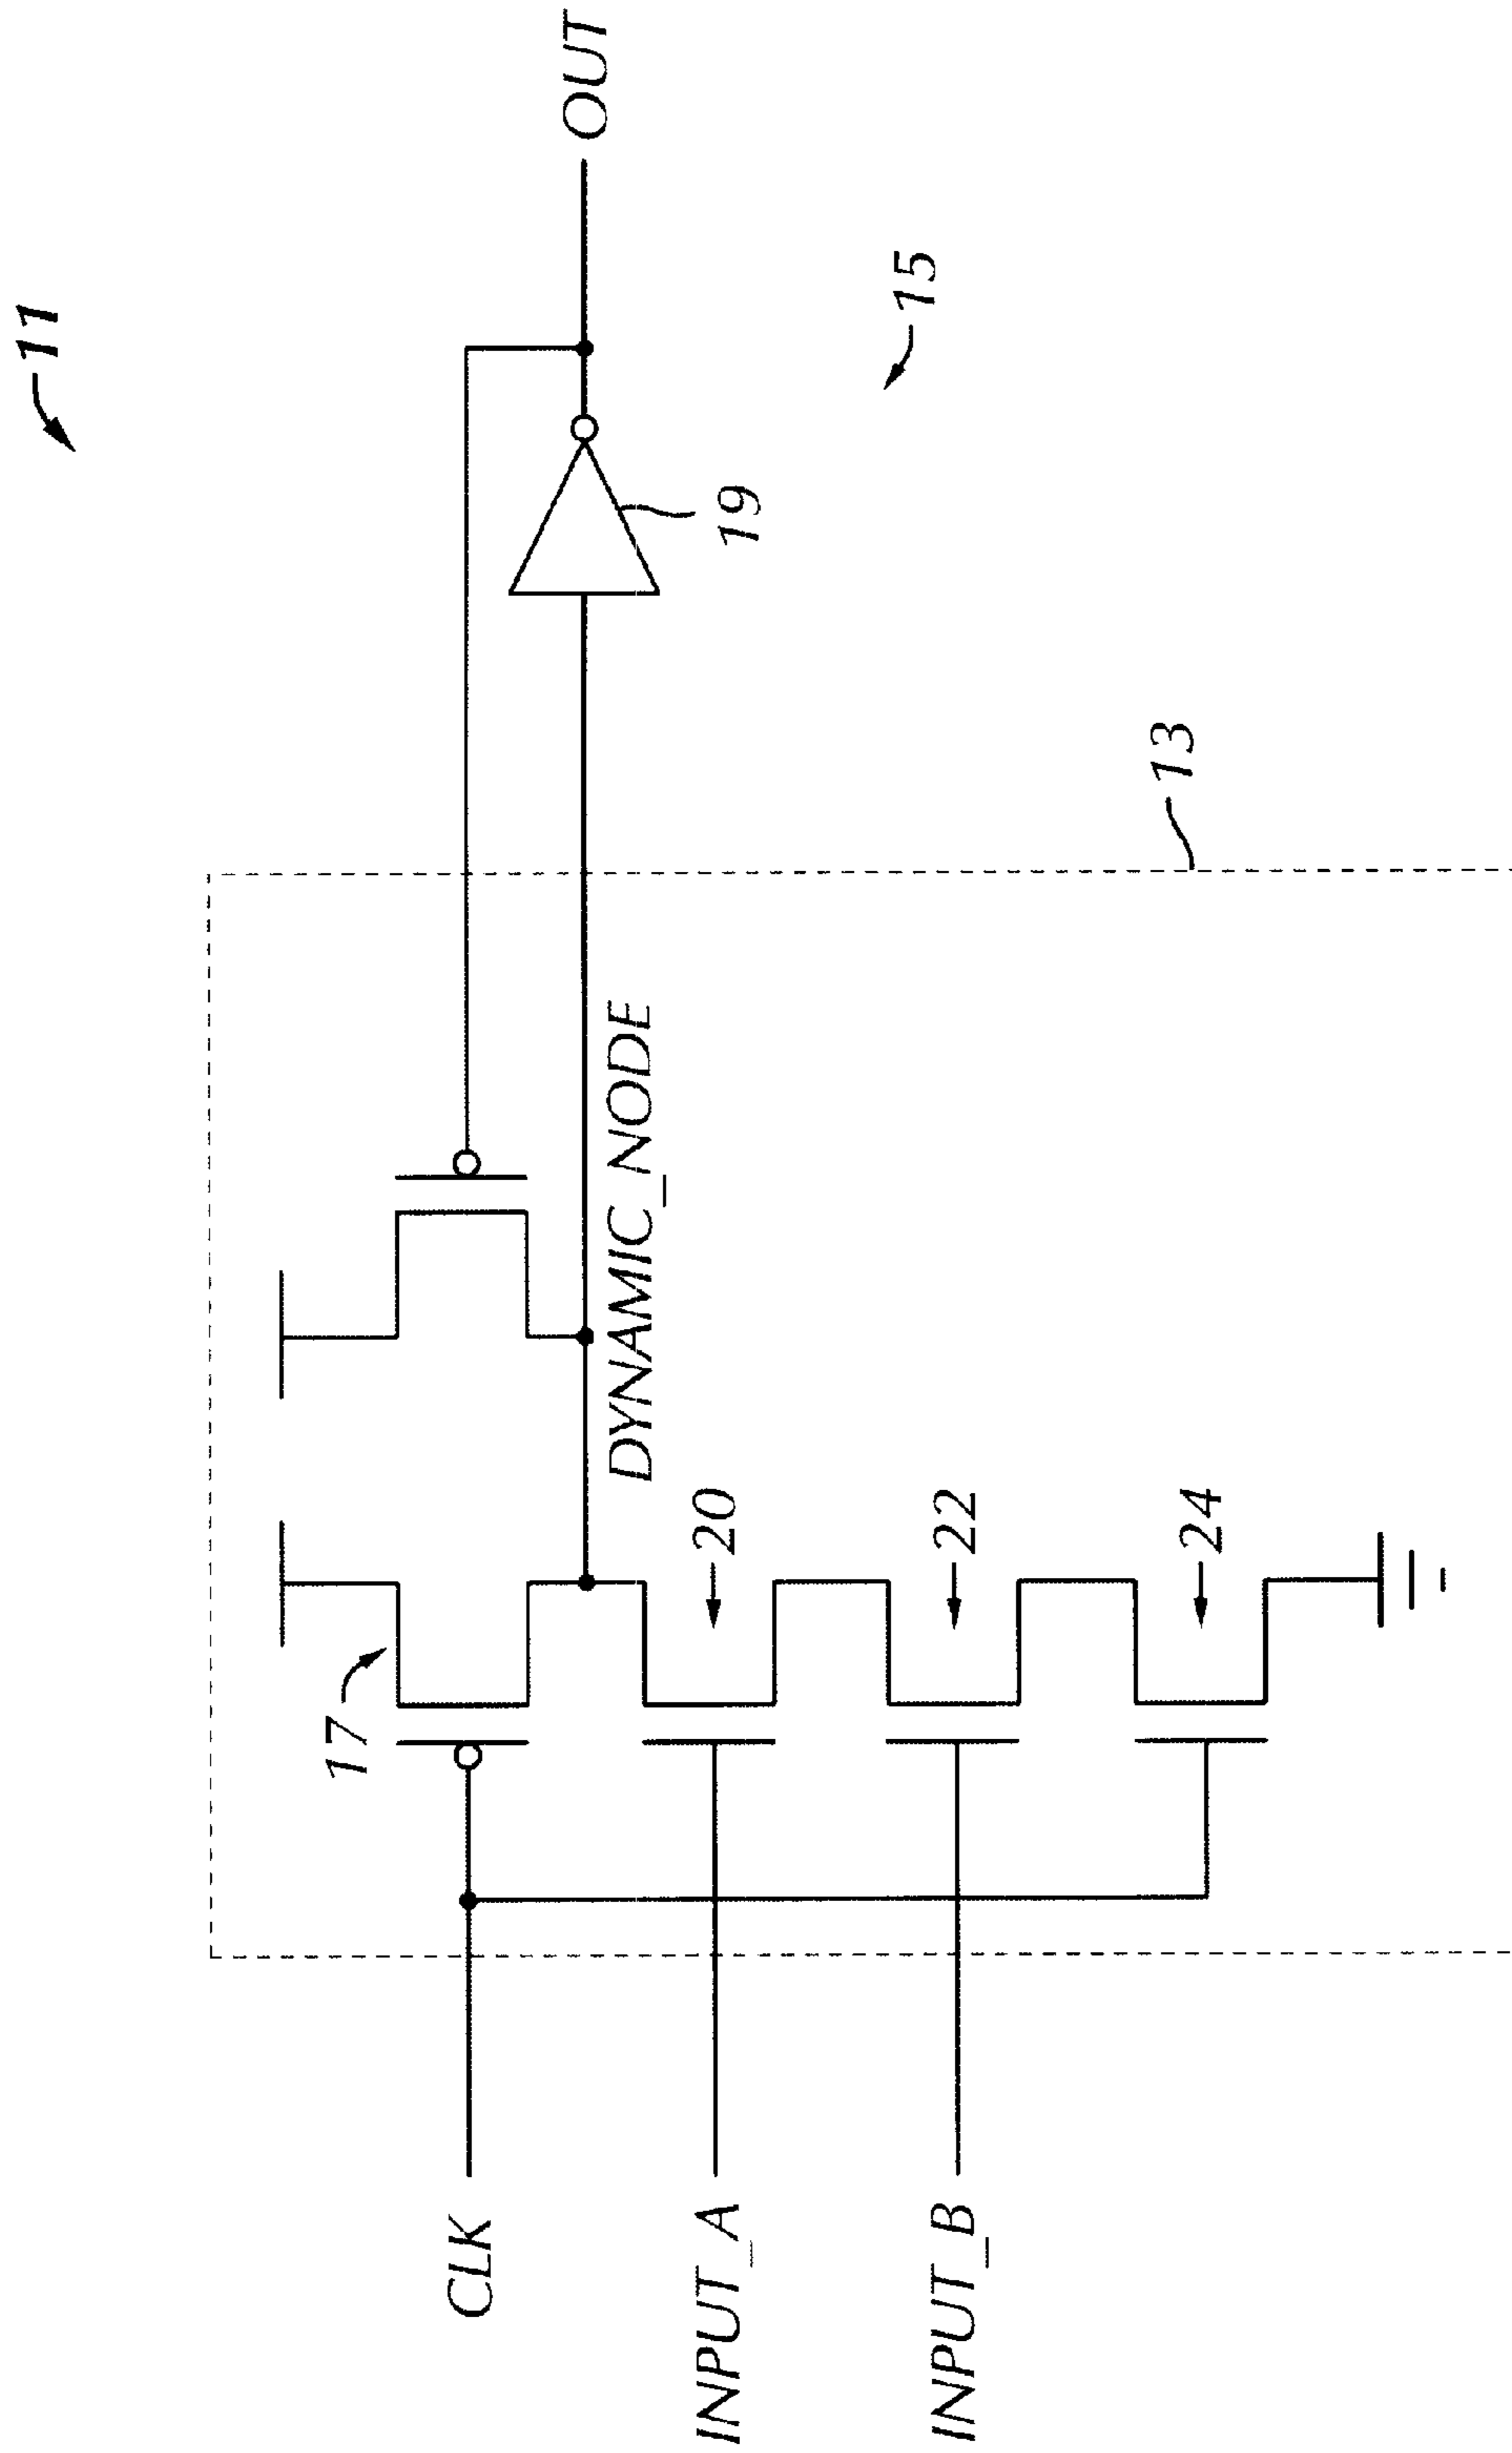 11
17
CLK
OUT
DYNAMIC_NODE
19
INPUT_A
20
15
INPUT_B
22
13
24